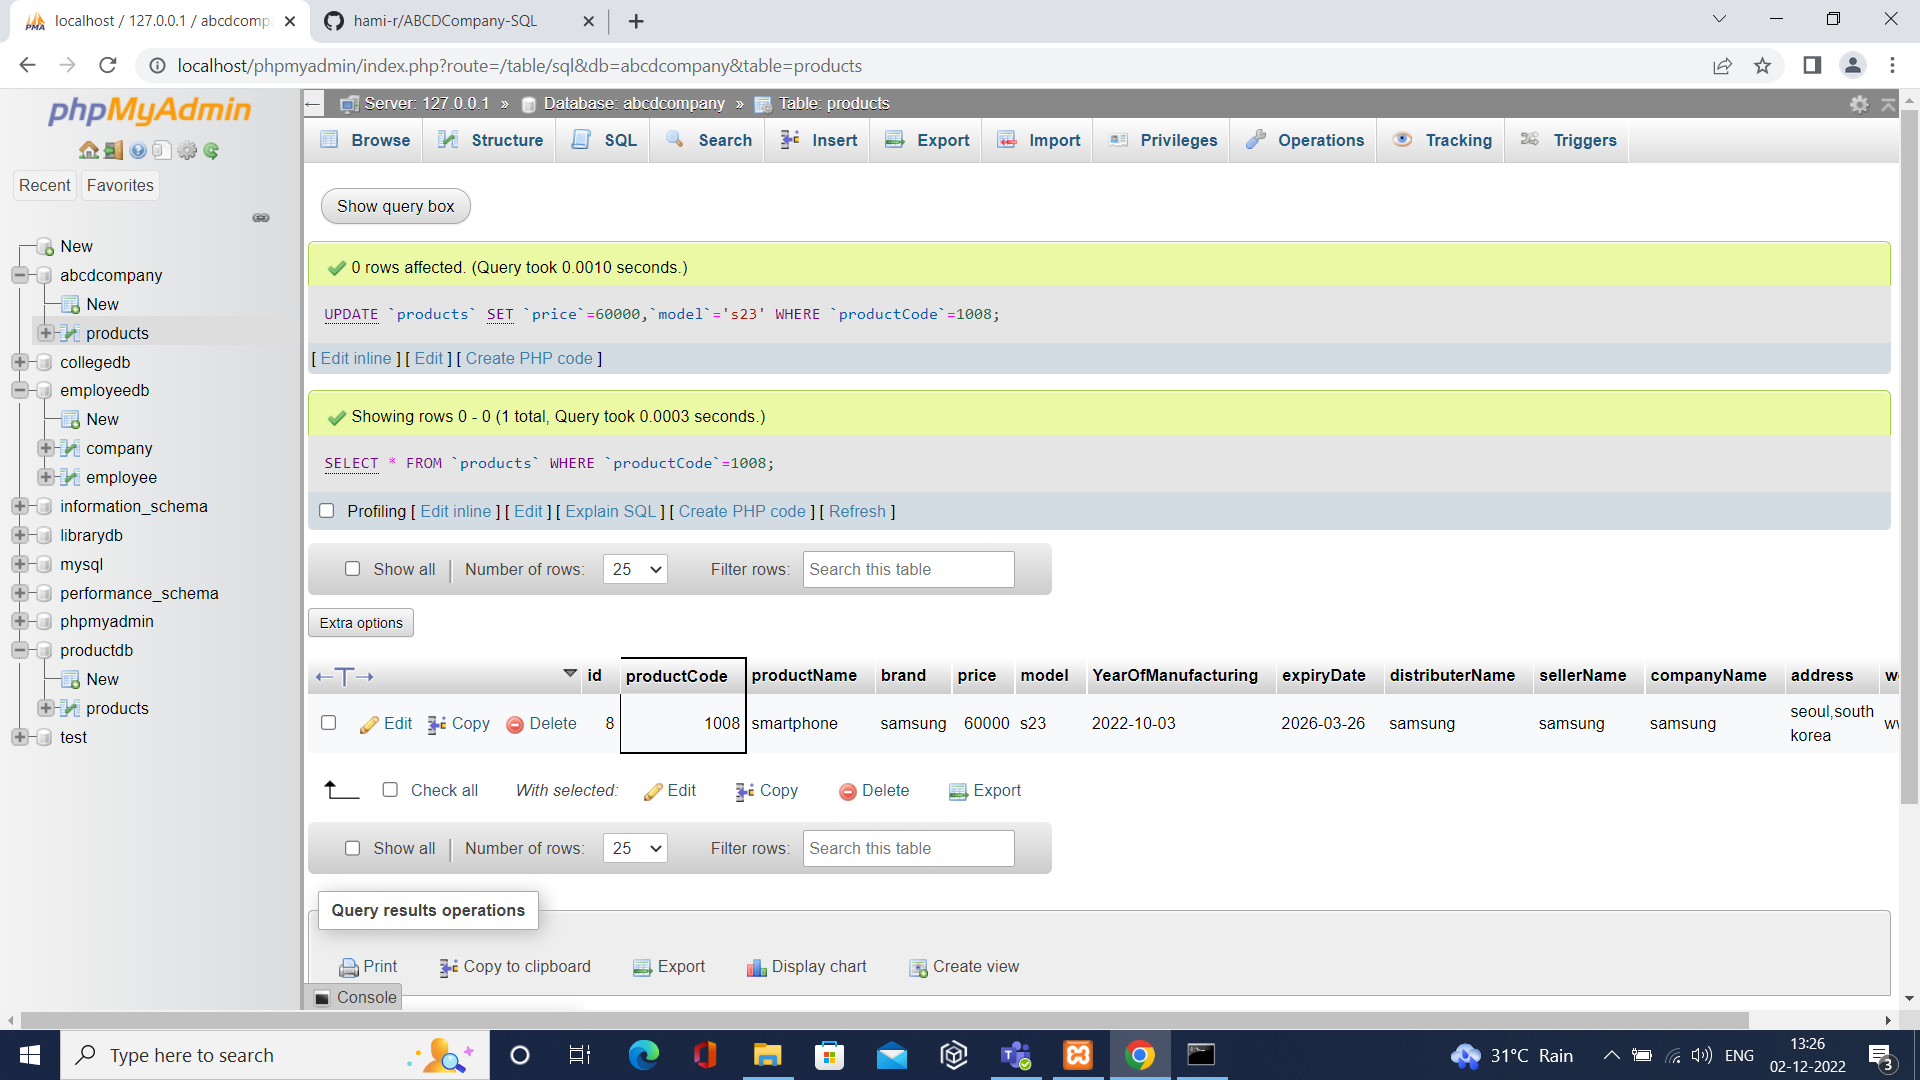 localhost / 127.0.0.1 / abcdcomp
hami-r/ABCDCompany-SQL
localhost/phpmyadmin/index.php?route=/table/sql&db=abcdcompany&table=products
phpMyAdmin
Recent Favorites
New
abcdcompany
New
products
collegedb
employeedb
New
company
employee
information_schema
librarydb
mysql
performance_schema
phpmyadmin
productdb
New
products
test
Server: 127.0.0.1 » Database: abcdcompany » Table: products
Browse Structure SQL Search Insert Export Import Privileges Operations Tracking Triggers
Show query box
0 rows affected. (Query took 0.0010 seconds.)
UPDATE `products` SET `price`=60000,`model`='s23' WHERE `productCode`=1008;
[ Edit inline ] [ Edit ] [ Create PHP code ]
Showing rows 0 - 0 (1 total, Query took 0.0003 seconds.)
SELECT * FROM `products` WHERE `productCode`=1008;
Profiling [ Edit inline ] [ Edit ] [ Explain SQL ] [ Create PHP code ] [ Refresh ]
Show all | Number of rows: 25 Filter rows: Search this table
Extra options
←T→ id productCode productName brand price model YearOfManufacturing expiryDate distributerName sellerName companyName address we
Edit Copy Delete 8 1008 smartphone samsung 60000 s23 2022-10-03 2026-03-26 samsung samsung samsung seoul,south korea ww
Check all With selected: Edit Copy Delete Export
Show all | Number of rows: 25 Filter rows: Search this table
Query results operations
Print Copy to clipboard Export Display chart Create view
Console
Type here to search
31°C Rain
ENG
13:26
02-12-2022
3